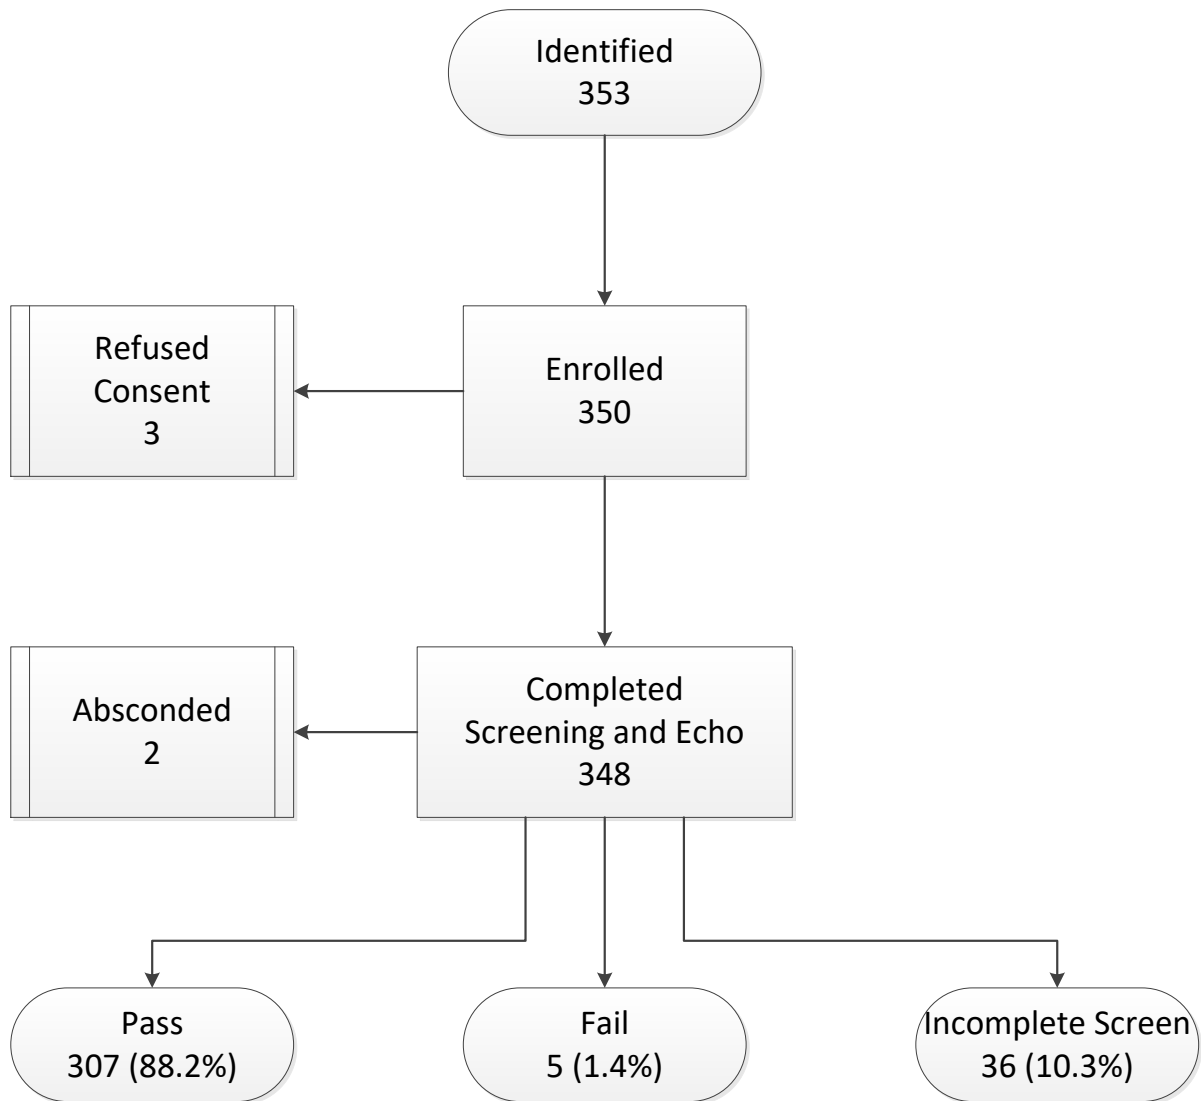 Identified
353
Refused
Consent
3
Enrolled
350
Absconded
2
Completed
Screening and Echo
348
Pass
307 (88.2%)
Fail
5 (1.4%)
Incomplete Screen
36 (10.3%)